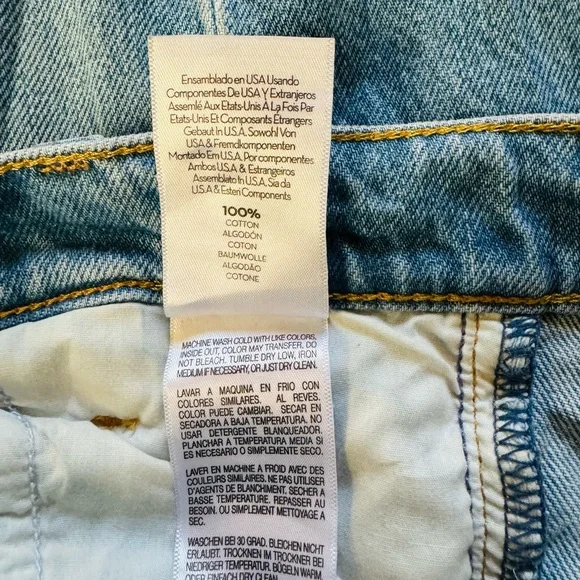 Ensamblado en USA Usando
Componentes De USA Y Extranjeros
Assemlé Aux Etats-Unis A La Fois Par
Etats-Unis Et Composants Étrangers
Gebaut In U.S.A. Sowohl Von
USA & Fremdkomponenten
Montado Em U.S.A, Por componentes
Ambos U.S.A & Estrangeiros
Assemblato In U.S.A. Sia da
U.S.A & Esteri Componentes
100%
COTTON
ALGODÓN
COTON
BAUMWOLLE
ALGODÃO
COTONE
MACHINE WASH COLD WITH LIKE COLORS,
INSIDE OUT, COLOR MAY TRANSFER, DO
NOT BLEACH. TUMBLE DRY LOW, IRON
MEDIUM IF NECESSARY, OR JUST DRY CLEAN.
LAVAR A MAQUINA EN FRIO CON
COLORES SIMILARES. AL REVES.
COLOR PUEDE CAMBIAR. SECAR EN
SECADORA A BAJA TEMPERATURA. NO
USAR DETERGENTE BLANQUEADOR.
PLANCHAR A TEMPERATURA MEDIA SI
ES NECESARIO O SIMPLEMENTE SECO.
LAVER EN MACHINE A FROID AVEC DES
COULEURS SIMILAIRES. NE PAS UTILISER
D'AGENTS DE BLANCHIMENT. SECHER A
BASSE TEMPERATURE. REPASSER AU
BESOIN. OU SIMPLEMENT NETTOYAGE A
SEC.
WASCHEN BEI 30 GRAD. BLEICHEN NICHT
ERLAUBT. TROCKNEN IM TROCKNER BEI
NIEDRIGER TEMPERATUR. BÜGELN WARM
ODER EINFACH DRY CLEAN.